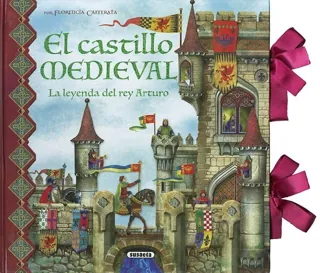 POR FLORENCIA CAFFERATA
El castillo
MEDIEVAL
La leyenda del rey Arturo
susaeta